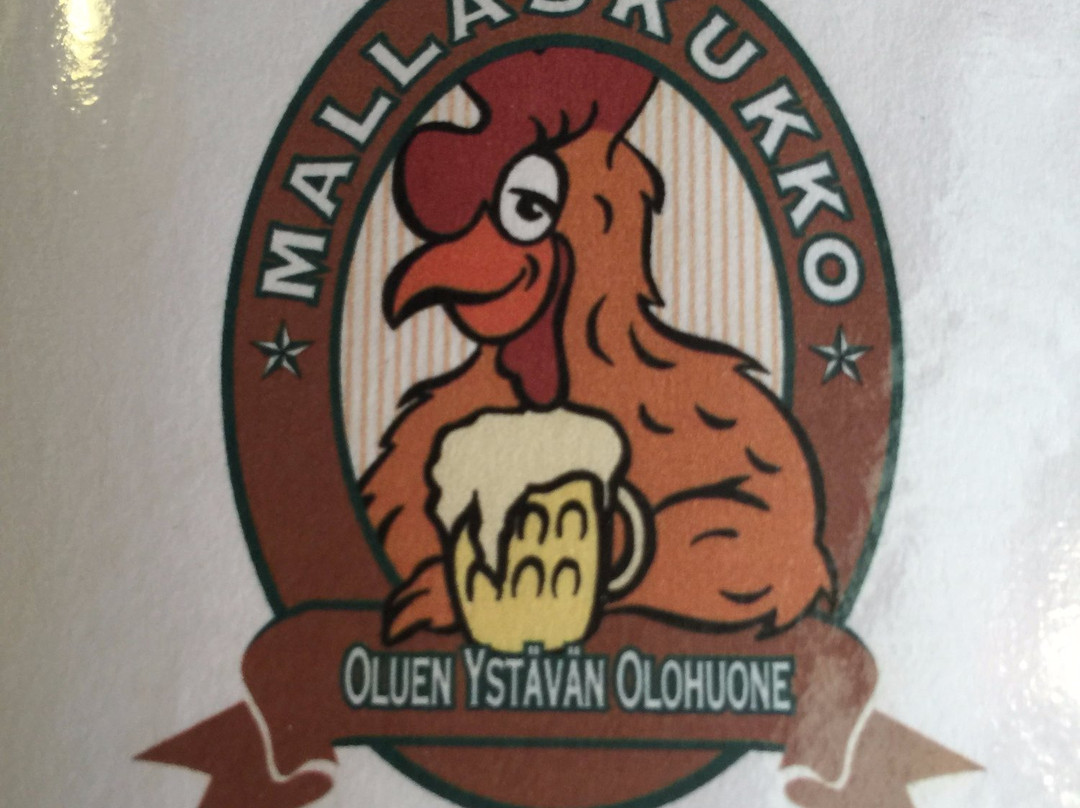 MALLASKUKKO
OLUEN YSTÄVÄN OLOHUONE